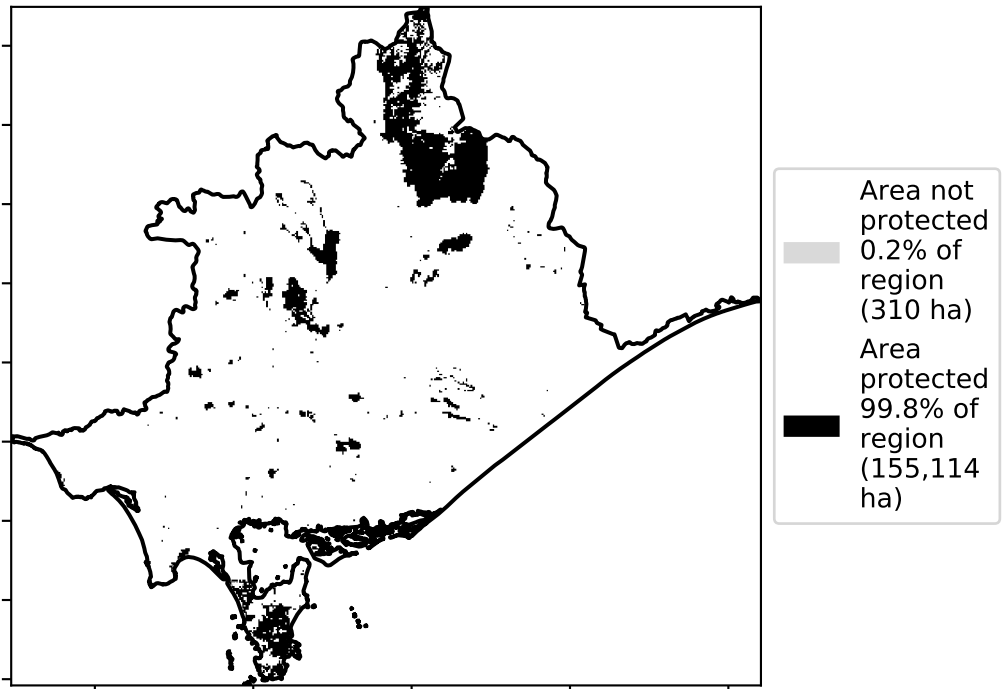 Area not
protected
0.2% of
region
(310 ha)
Area
protected
99.8% of
region
(155,114
ha)